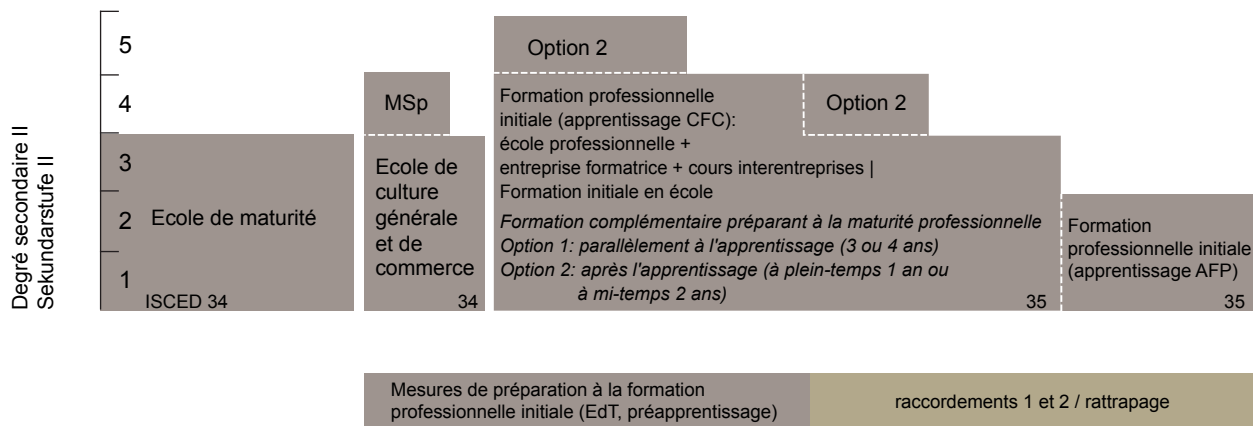 Degré secondaire II
Sekundarstufe II
5
4
3
2
1
Ecole de maturité
ISCED 34
MSp
Ecole de
culture
générale
et de
commerce
34
Option 2
Formation professionnelle
initiale (apprentissage CFC):
école professionnelle +
entreprise formatrice + cours interentreprises |
Formation initiale en école
Option 2
Formation complémentaire préparant à la maturité professionnelle
Option 1: parallèlement à l'apprentissage (3 ou 4 ans)
Option 2: après l'apprentissage (à plein-temps 1 an ou
à mi-temps 2 ans)
35
Formation
professionnelle initiale
(apprentissage AFP)
35
Mesures de préparation à la formation
professionnelle initiale (EdT, préapprentissage)
raccordements 1 et 2 / rattrapage